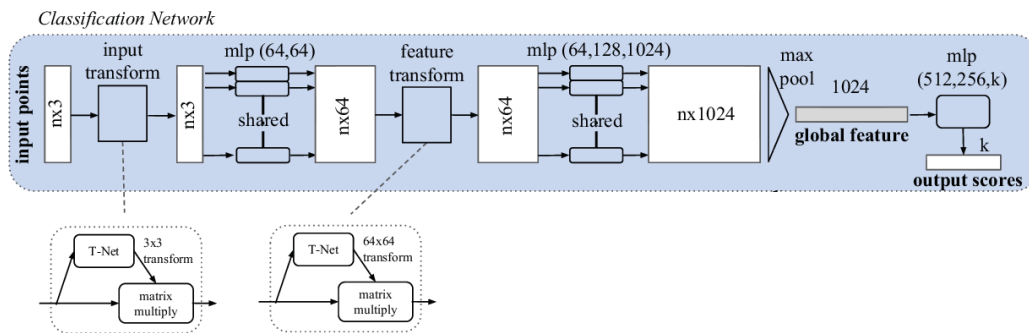 Classification Network
input points
nx3
input
transform
nx3
mlp (64,64)
shared
nx64
feature
transform
nx64
mlp (64,128,1024)
shared
nx1024
max
pool
1024
global feature
mlp
(512,256,k)
k
output scores
T-Net
3x3
transform
matrix
multiply
T-Net
64x64
transform
matrix
multiply